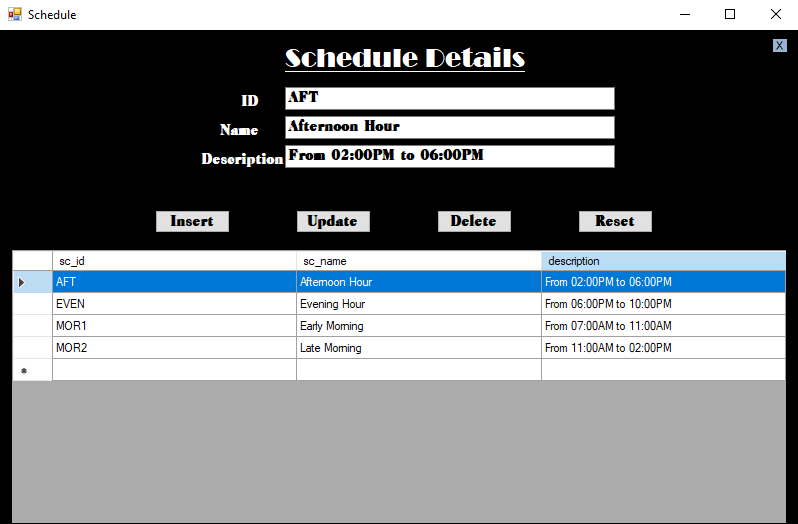 Schedule
X
Schedule Details
ID AFT
Name Afternoon Hour
Description From 02:00PM to 06:00PM
Insert Update Delete Reset
sc_id sc_name description
AFT Afternoon Hour From 02:00PM to 06:00PM
EVEN Evening Hour From 06:00PM to 10:00PM
MOR1 Early Morning From 07:00AM to 11:00AM
MOR2 Late Morning From 11:00AM to 02:00PM